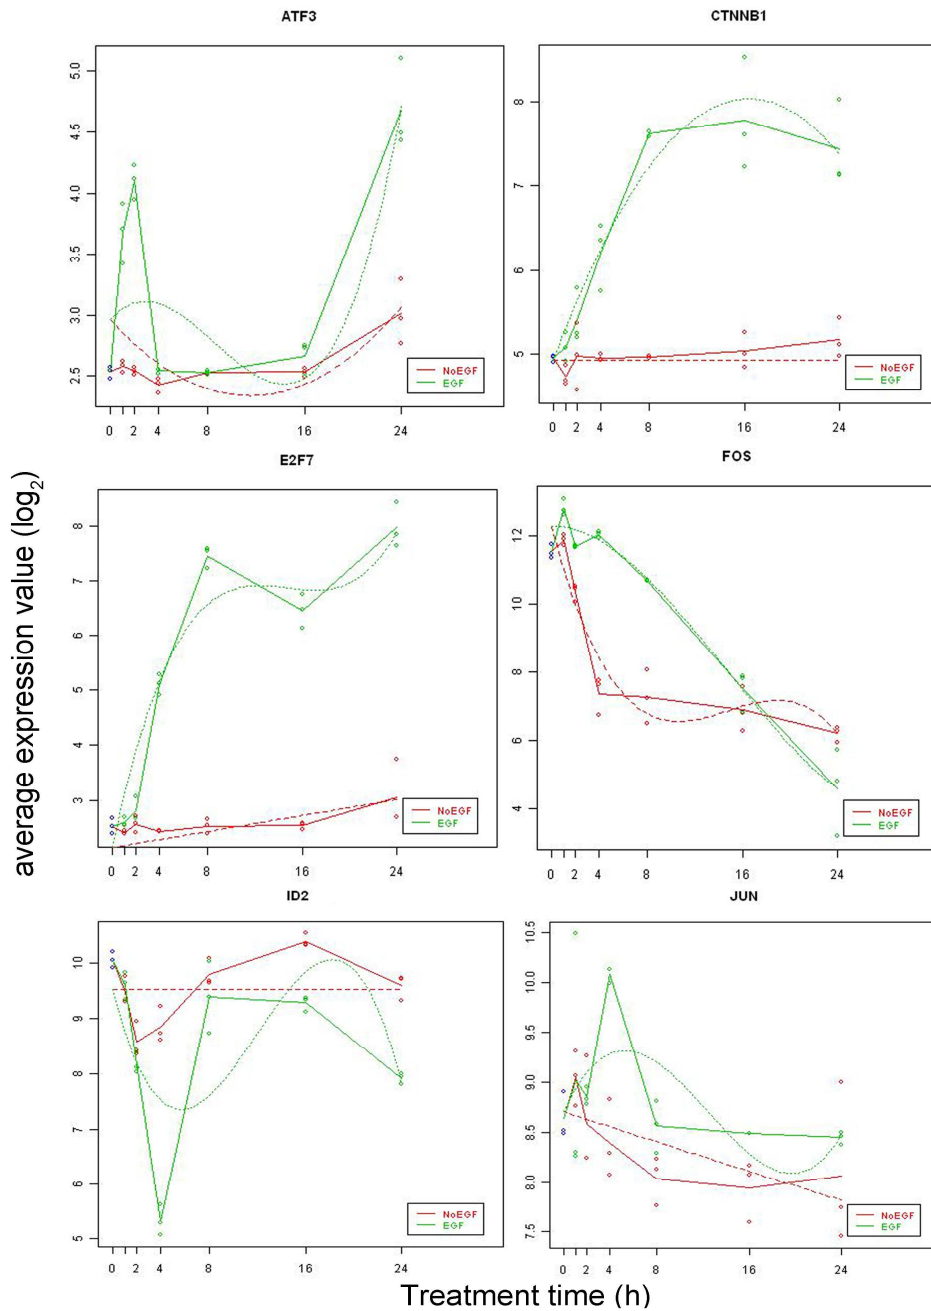 ATF3
CTNNB1
5.0
4.5
4.0
3.5
3.0
2.5
NoEGF
EGF
0 2 4 8 16 24
8
7
6
5
NoEGF
EGF
0 2 4 8 16 24
average expression value (log2)
E2F7
FOS
8
7
6
5
4
3
NoEGF
EGF
0 2 4 8 16 24
12
10
8
6
4
NoEGF
EGF
0 2 4 8 16 24
ID2
JUN
10
9
8
7
6
5
NoEGF
EGF
0 2 4 8 16 24
10.5
10.0
9.5
9.0
8.5
8.0
7.5
NoEGF
EGF
0 2 4 8 16 24
Treatment time (h)